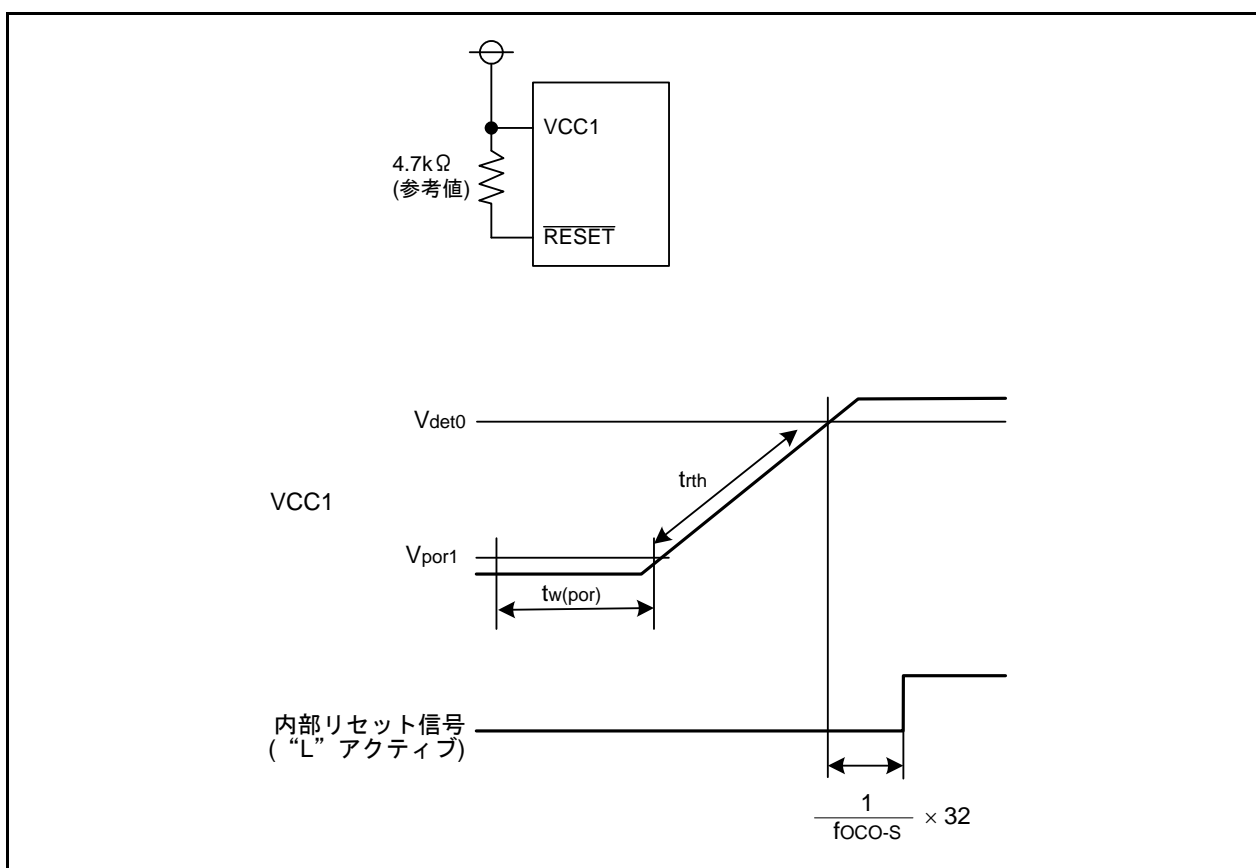 VCC1
4.7kΩ
(参考値)
RESET
Vdet0
trth
VCC1
Vpor1
tw(por)
内部リセット信号
(“L”アクティブ)
1
fOCO-S
× 32